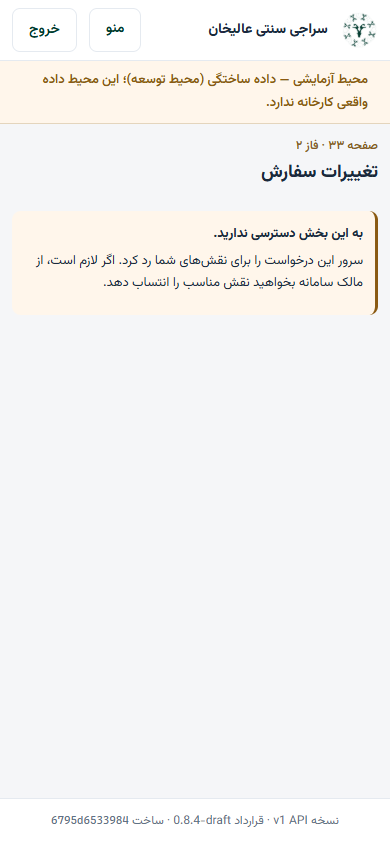 سراجی سنتی عالیخان
منو
خروج
محیط آزمایشی — داده ساختگی (محیط توسعه)؛ این محیط داده
واقعی کارخانه ندارد.
صفحه ۳۳ · فاز ۲
تغییرات سفارش
به این بخش دسترسی ندارید.
سرور این درخواست را برای نقش‌های شما رد کرد. اگر لازم است، از
مالک سامانه بخواهید نقش مناسب را انتساب دهد.
نسخه v1 API · قرارداد 0.8.4-draft · ساخت 6795d6533984